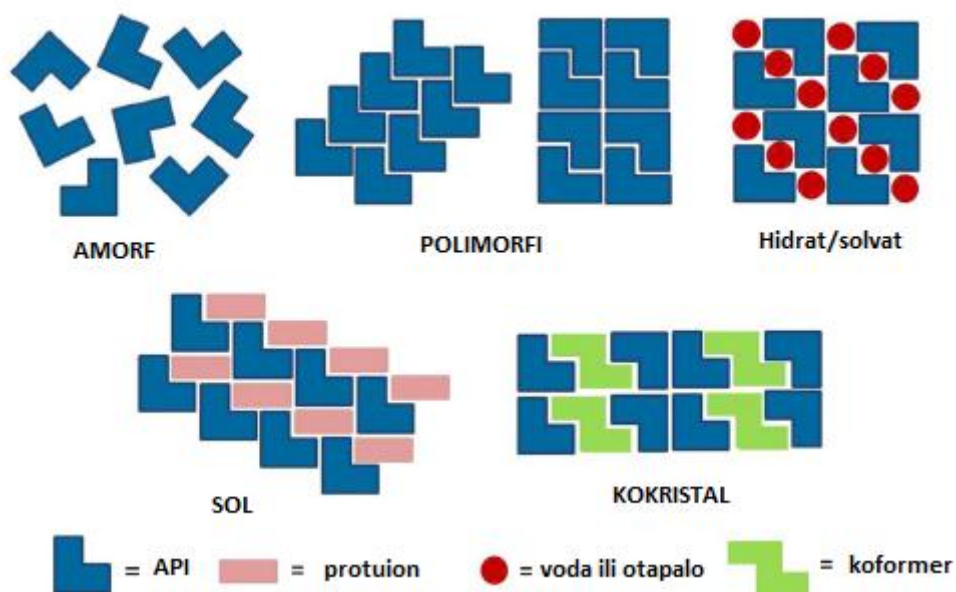 AMORF
POLIMORFI
Hidrat/solvat
SOL
KOKRISTAL
= API
= protuion
= voda ili otapalo
= koformer